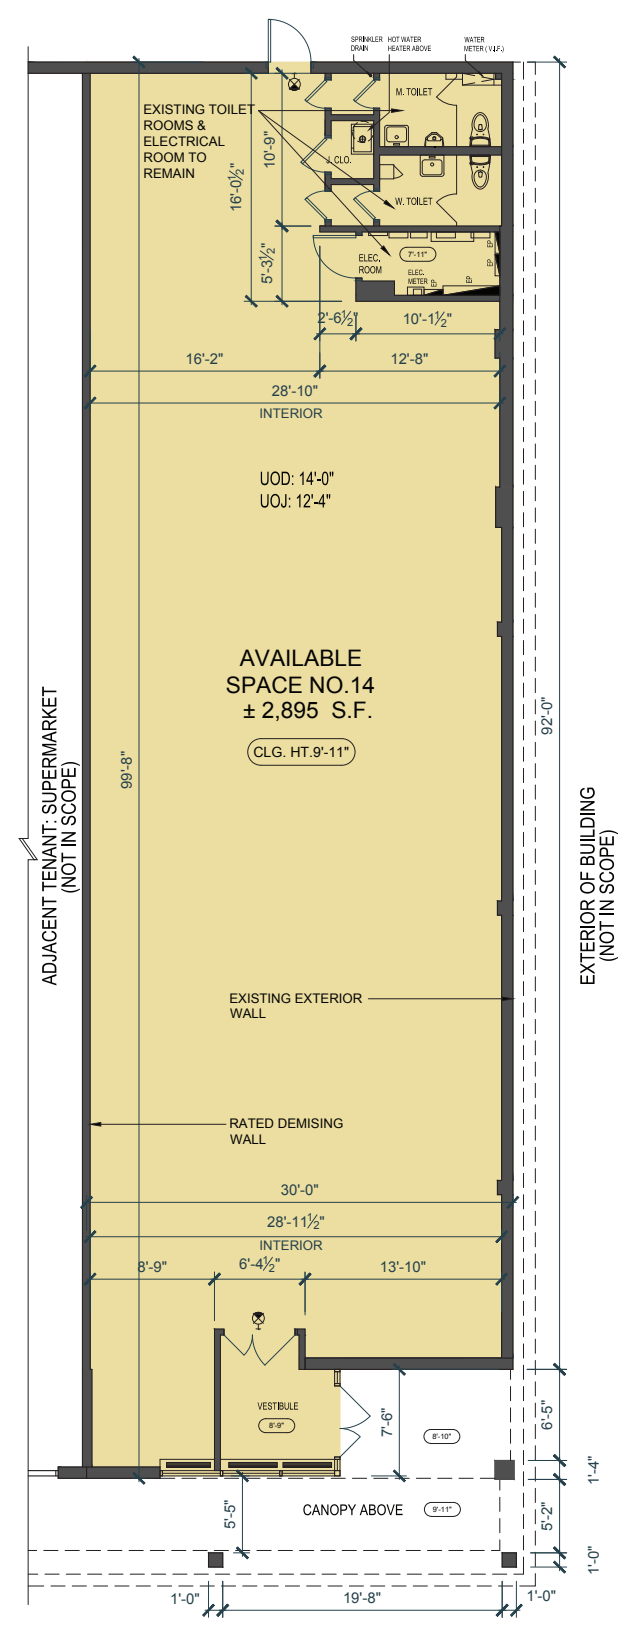 SPRINKLER
DRAIN
HOT WATER
HEATER ABOVE
WATER
METER ( V.I.F.)
M. TOILET
EXISTING TOILET
ROOMS &
ELECTRICAL
ROOM TO
REMAIN
10'-9"
16'-0½"
J.CLO.
W. TOILET
5'-3½"
ELEC.
ROOM
7'-11"
ELEC.
METER
EP
EP
EP
EP
2'-6½"
10'-1½"
16'-2"
12'-8"
28'-10"
INTERIOR
UOD: 14'-0"
UOJ: 12'-4"
AVAILABLE
SPACE NO.14
± 2,895 S.F.
CLG. HT.9'-11"
99'-8"
92'-0"
ADJACENT TENANT: SUPERMARKET
(NOT IN SCOPE)
EXTERIOR OF BUILDING
(NOT IN SCOPE)
EXISTING EXTERIOR
WALL
RATED DEMISING
WALL
30'-0"
28'-11½"
INTERIOR
8'-9"
6'-4½"
13'-10"
VESTIBULE
8'-9"
7'-6"
8'-10"
6'-5"
1'-4"
5'-5"
CANOPY ABOVE
9'-11"
5'-2"
1'-0"
1'-0"
19'-8"
1'-0"